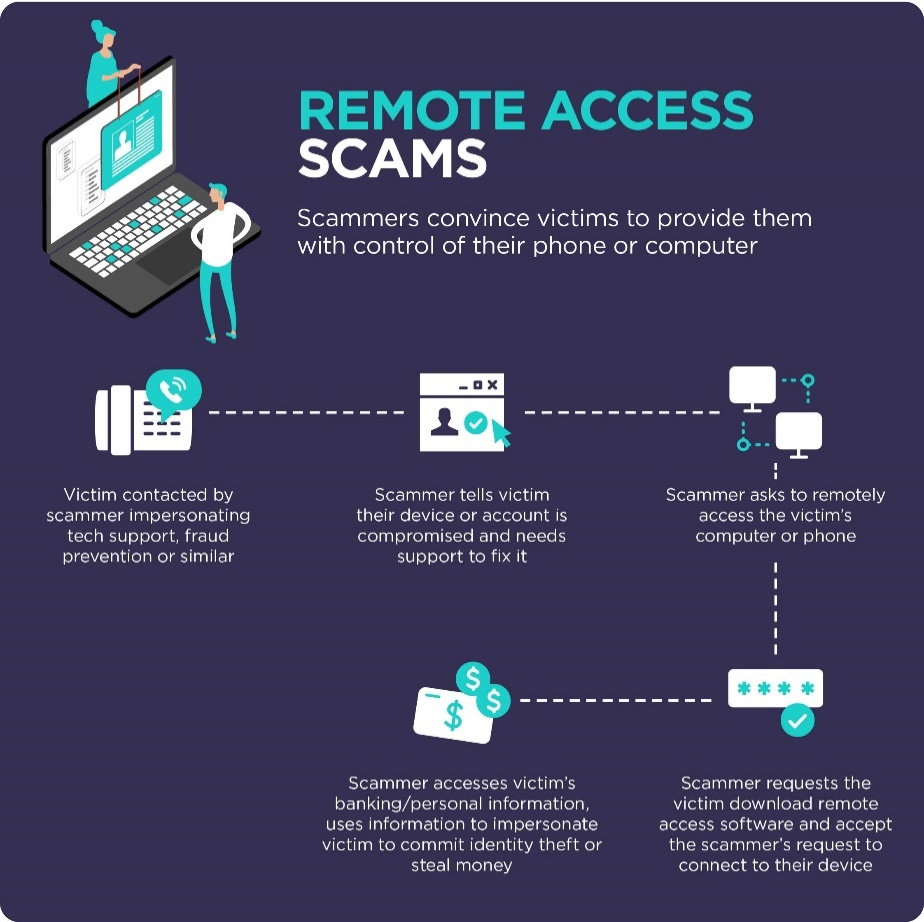 REMOTE ACCESS
SCAMS
Scammers convince victims to provide them
with control of their phone or computer
Victim contacted by
scammer impersonating
tech support, fraud
prevention or similar
Scammer tells victim
their device or account is
compromised and needs
support to fix it
Scammer asks to remotely
access the victim's
computer or phone
* * * *
$
$
$
Scammer accesses victim's
banking/personal information,
uses information to impersonate
victim to commit identity theft or
steal money
Scammer requests the
victim download remote
access software and accept
the scammer's request to
connect to their device